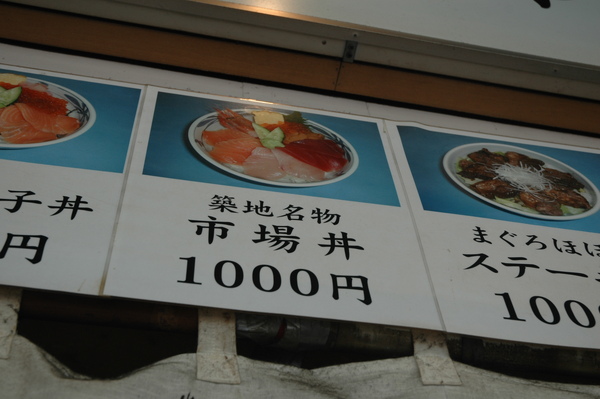 子丼
円
築地名物
市場丼
1000円
まぐろほほ
ステー
100